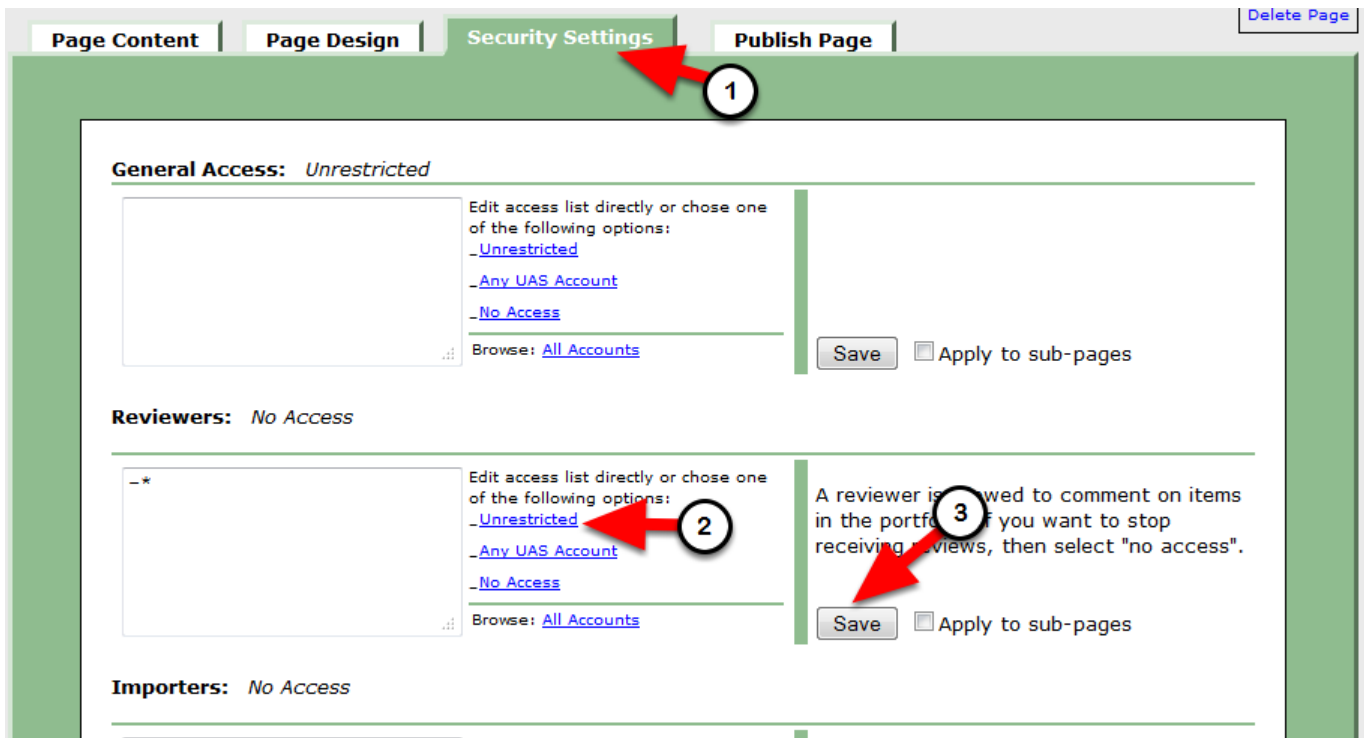 Delete Page
Page Content Page Design Security Settings Publish Page
1
General Access: Unrestricted
Edit access list directly or chose one
of the following options:
_Unrestricted
_Any UAS Account
_No Access
Browse: All Accounts
Save Apply to sub-pages
Reviewers: No Access
–*
Edit access list directly or chose one
of the following options:
_Unrestricted
2
_Any UAS Account
_No Access
Browse: All Accounts
A reviewer is to comment on items
in the you want to stop
receiving reviews, then select "no access".
3
Save Apply to sub-pages
Importers: No Access